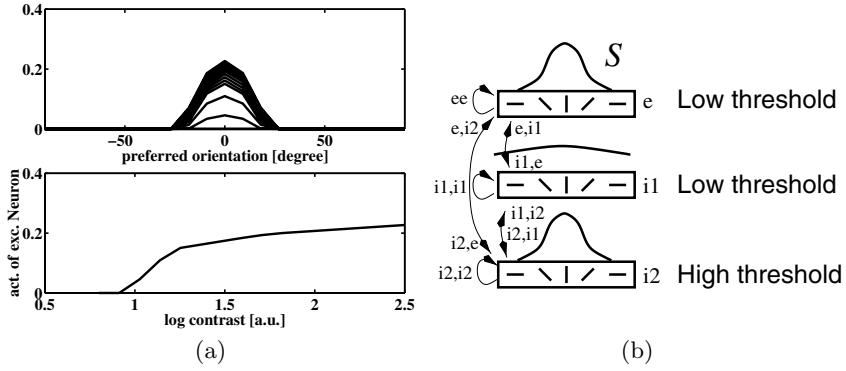 0.4
0.2
0
−50 0 50
preferred orientation [degree]
0.4
0.2
0
0.5 1 1.5 2 2.5
log contrast [a.u.]
act. of exc. Neuron
(a)
S
ee
e
Low threshold
e,i2
e,i1
i1,e
i1,i1
i1
Low threshold
i1,i2
i2,i1
i2,e
i2,i2
i2
High threshold
(b)